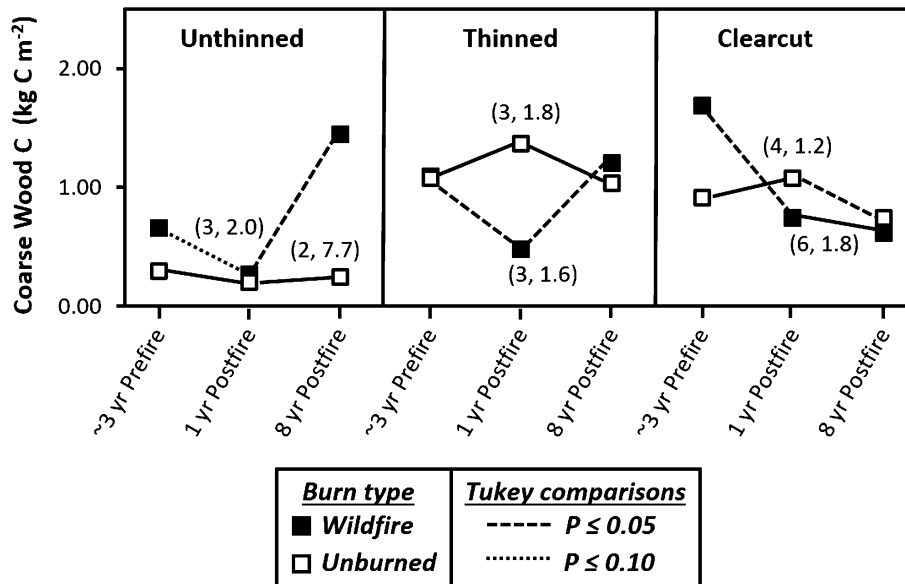 Unthinned Thinned Clearcut
Coarse Wood C (kg C m⁻²)
2.00
1.00
0.00
(3, 2.0)
(2, 7.7)
(3, 1.8)
(3, 1.6)
(4, 1.2)
(6, 1.8)
~3 yr Prefire
1 yr Postfire
8 yr Postfire
~3 yr Prefire
1 yr Postfire
8 yr Postfire
~3 yr Prefire
1 yr Postfire
8 yr Postfire
Burn type
Wildfire
Unburned
Tukey comparisons
P ≤ 0.05
P ≤ 0.10